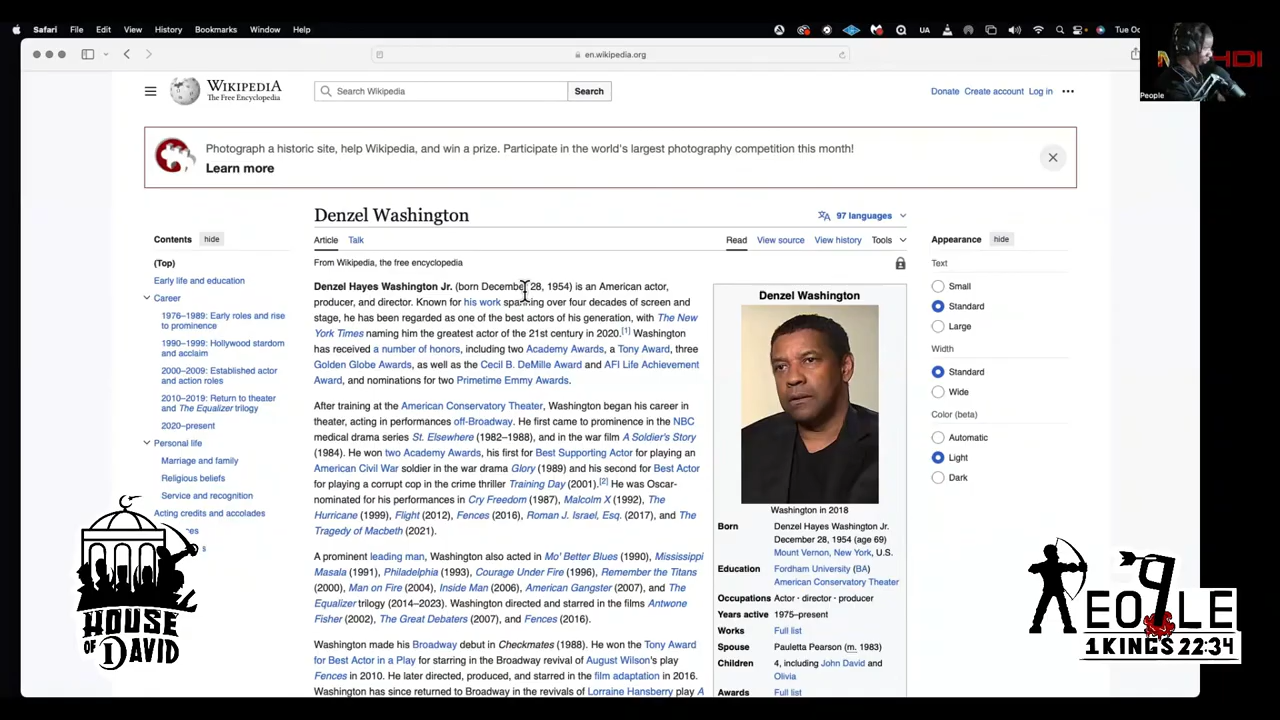 Safari File Edit View History Bookmarks Window Help
UA
Tue Oc
en.wikipedia.org
HDI
People
WIKIPEDIA
The Free Encyclopedia
Search Wikipedia
Search
Donate Create account Log in
Photograph a historic site, help Wikipedia, and win a prize. Participate in the world's largest photography competition this month!
Learn more
Contents hide
(Top)
Early life and education
Career
1976–1989: Early roles and rise
to prominence
1990–1999: Hollywood stardom
and acclaim
2000–2009: Established actor
and action roles
2010–2019: Return to theater
and The Equalizer trilogy
2020–present
Personal life
Marriage and family
Religious beliefs
Service and recognition
Acting credits and accolades
Denzel Washington
97 languages
Article Talk
Read View source View history Tools
From Wikipedia, the free encyclopedia
Denzel Hayes Washington Jr. (born December 28, 1954) is an American actor,
producer, and director. Known for his work spanning over four decades of screen and
stage, he has been regarded as one of the best actors of his generation, with The New
York Times naming him the greatest actor of the 21st century in 2020.[1] Washington
has received a number of honors, including two Academy Awards, a Tony Award, three
Golden Globe Awards, as well as the Cecil B. DeMille Award and AFI Life Achievement
Award, and nominations for two Primetime Emmy Awards.
After training at the American Conservatory Theater, Washington began his career in
theater, acting in performances off-Broadway. He first came to prominence in the NBC
medical drama series St. Elsewhere (1982–1988), and in the war film A Soldier's Story
(1984). He won two Academy Awards, his first for Best Supporting Actor for playing an
American Civil War soldier in the war drama Glory (1989) and his second for Best Actor
for playing a corrupt cop in the crime thriller Training Day (2001).[2] He was Oscar-
nominated for his performances in Cry Freedom (1987), Malcolm X (1992), The
Hurricane (1999), Flight (2012), Fences (2016), Roman J. Israel, Esq. (2017), and The
Tragedy of Macbeth (2021).
A prominent leading man, Washington also acted in Mo' Better Blues (1990), Mississippi
Masala (1991), Philadelphia (1993), Courage Under Fire (1996), Remember the Titans
(2000), Man on Fire (2004), Inside Man (2006), American Gangster (2007), and The
Equalizer trilogy (2014–2023). Washington directed and starred in the films Antwone
Fisher (2002), The Great Debaters (2007), and Fences (2016).
Washington made his Broadway debut in Checkmates (1988). He won the Tony Award
for Best Actor in a Play for starring in the Broadway revival of August Wilson's play
Fences in 2010. He later directed, produced, and starred in the film adaptation in 2016.
Washington has since returned to Broadway in the revivals of Lorraine Hansberry play A
Denzel Washington
Washington in 2018
Born Denzel Hayes Washington Jr.
December 28, 1954 (age 69)
Mount Vernon, New York, U.S.
Education Fordham University (BA)
American Conservatory Theater
Occupations Actor · director · producer
Years active 1975–present
Works Full list
Spouse Pauletta Pearson (m. 1983)
Children 4, including John David and
Olivia
Awards Full list
Appearance hide
Text
Small
Standard
Large
Width
Standard
Wide
Color (beta)
Automatic
Light
Dark
HOUSE
OF DAVID
1 KINGS 22:34